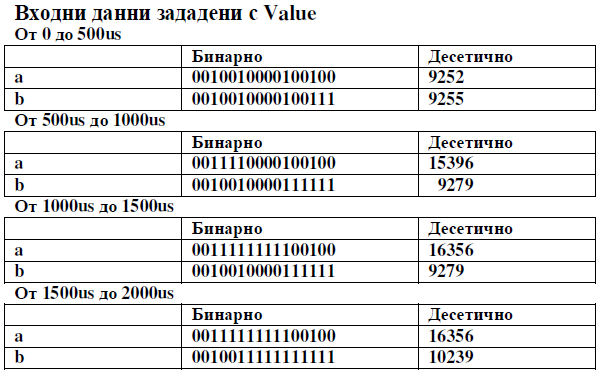 Входни данни зададени с Value
От 0 до 500us
Бинарно Десетично
a 0010010000100100 9252
b 0010010000100111 9255
От 500us до 1000us
Бинарно Десетично
a 0011110000100100 15396
b 0010010000111111 9279
От 1000us до 1500us
Бинарно Десетично
a 0011111111100100 16356
b 0010010000111111 9279
От 1500us до 2000us
Бинарно Десетично
a 0011111111100100 16356
b 0010011111111111 10239